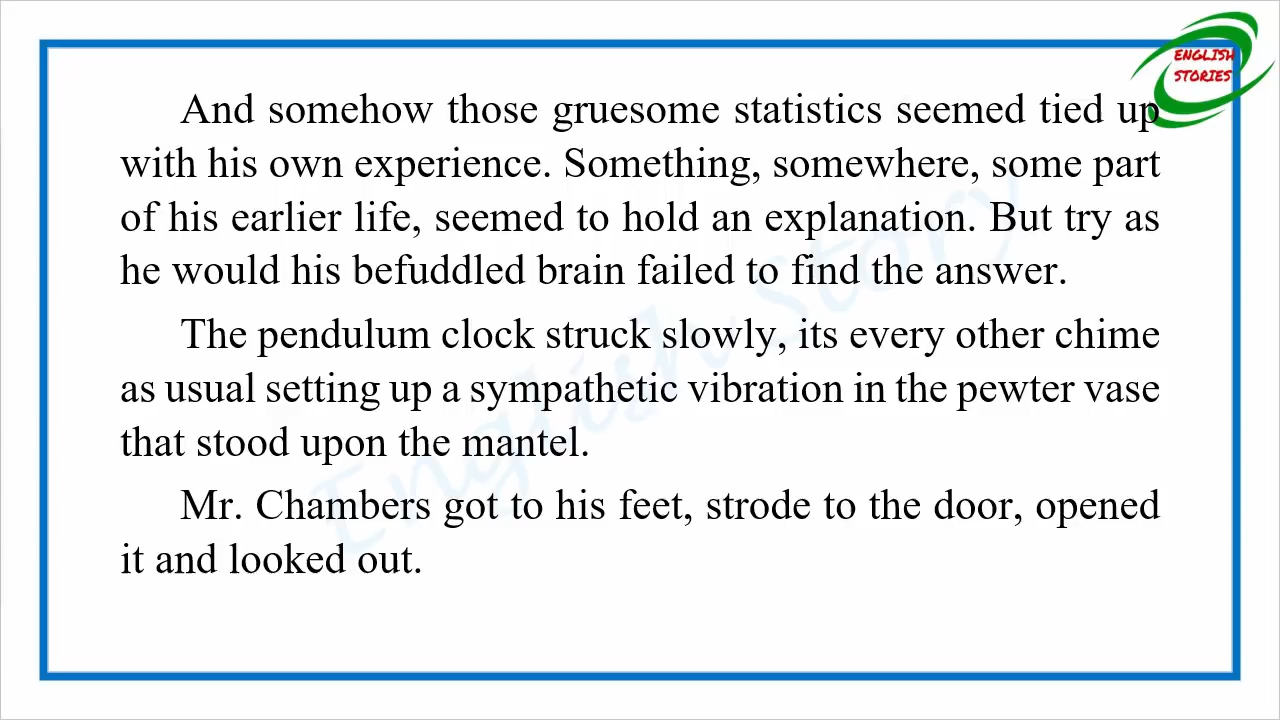 ENGLISH
STORIES
And somehow those gruesome statistics seemed tied up
with his own experience. Something, somewhere, some part
of his earlier life, seemed to hold an explanation. But try as
he would his befuddled brain failed to find the answer.
The pendulum clock struck slowly, its every other chime
as usual setting up a sympathetic vibration in the pewter vase
that stood upon the mantel.
Mr. Chambers got to his feet, strode to the door, opened
it and looked out.
English Story